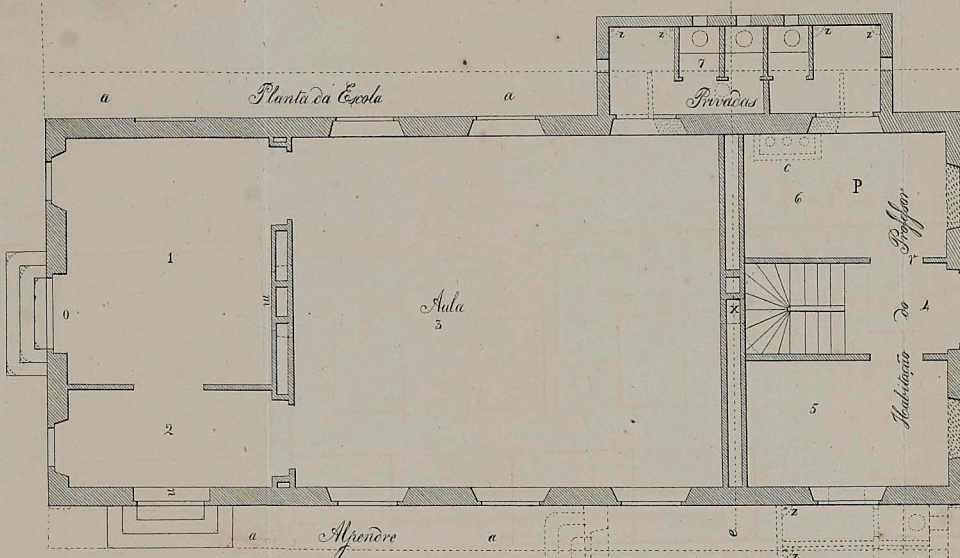 z z z z
7
a Planta da Escola a Privadas
c
6 P
1 r
0 u Aula x 4
3
Habitação do Professor
5
2
u
a Alpendre a e z
z